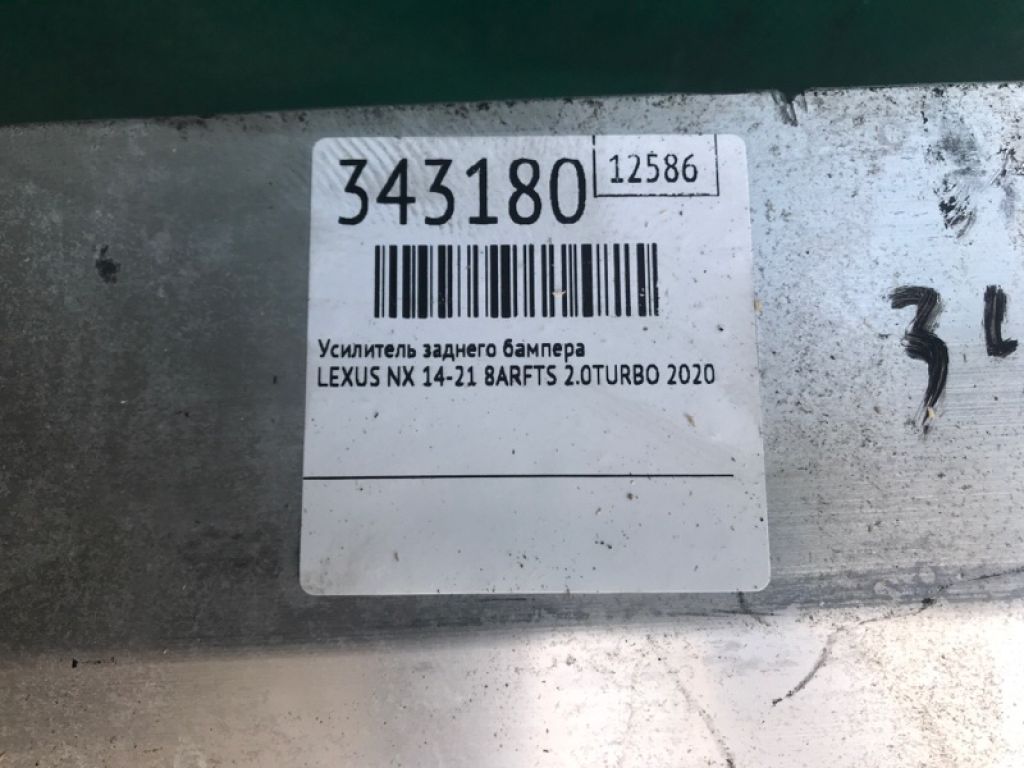 343180 12586
Усилитель заднего бампера
LEXUS NX 14-21 8ARFTS 2.0TURBO 2020